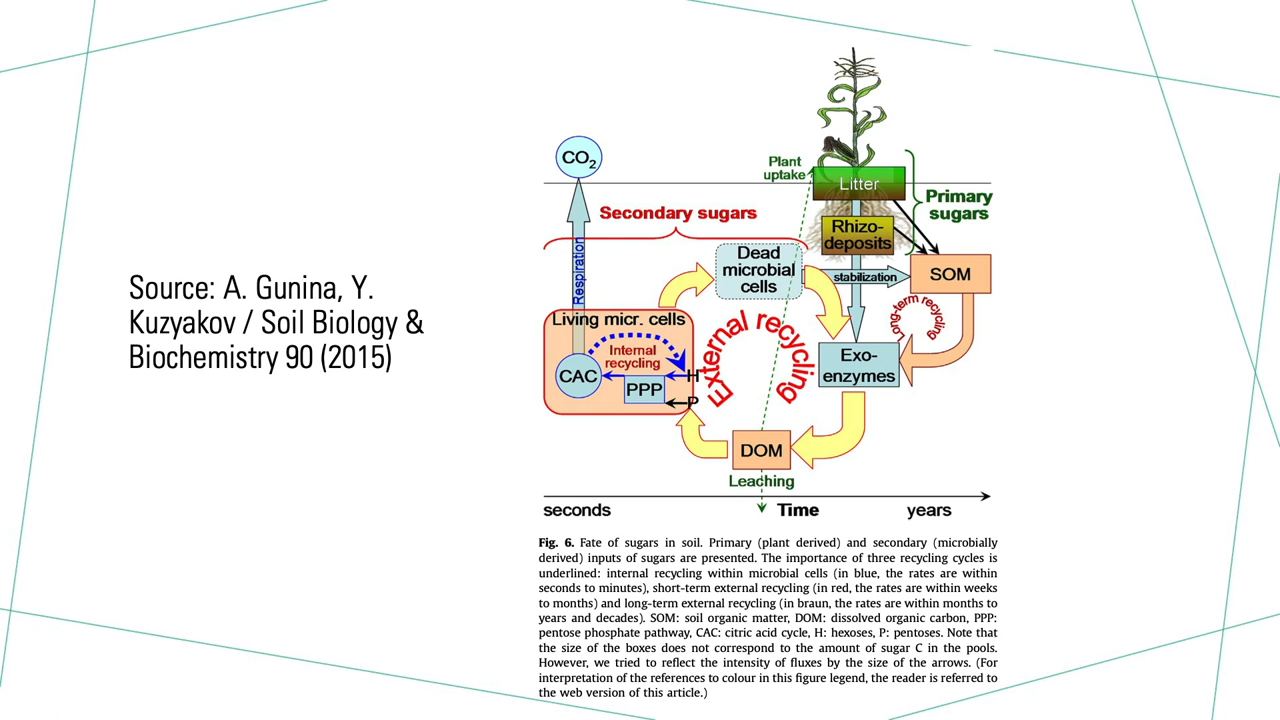 Source: A. Gunina, Y.
Kuzyakov / Soil Biology &
Biochemistry 90 (2015)
CO2
Plant
uptake
Litter
Primary
sugars
Secondary sugars
Rhizo-
deposits
Dead
microbial
cells
stabilization
SOM
Respiration
Long-term recycling
Living micr. cells
Internal
recycling
External recycling
H
CAC
PPP
P
Exo-
enzymes
DOM
Leaching
seconds
Time
years
Fig. 6. Fate of sugars in soil. Primary (plant derived) and secondary (microbially
derived) inputs of sugars are presented. The importance of three recycling cycles is
underlined: internal recycling within microbial cells (in blue, the rates are within
seconds to minutes), short-term external recycling (in red, the rates are within weeks
to months) and long-term external recycling (in braun, the rates are within months to
years and decades). SOM: soil organic matter, DOM: dissolved organic carbon, PPP:
pentose phosphate pathway, CAC: citric acid cycle, H: hexoses, P: pentoses. Note that
the size of the boxes does not correspond to the amount of sugar C in the pools.
However, we tried to reflect the intensity of fluxes by the size of the arrows. (For
interpretation of the references to colour in this figure legend, the reader is referred to
the web version of this article.)